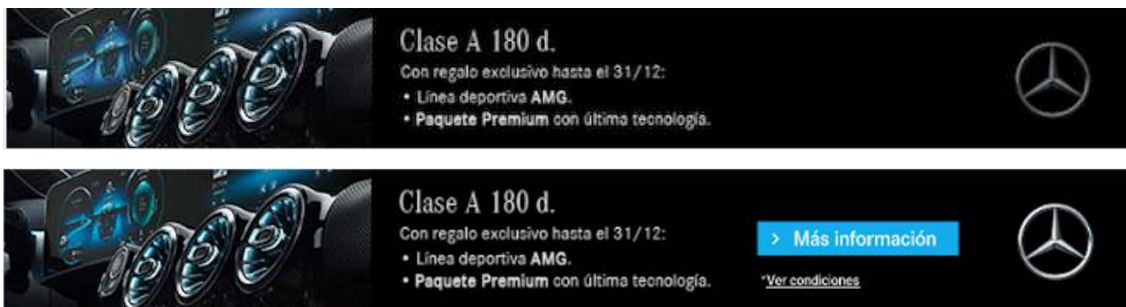 Clase A 180 d.
Con regalo exclusivo hasta el 31/12:
• Línea deportiva AMG.
• Paquete Premium con última tecnología.
Clase A 180 d.
Con regalo exclusivo hasta el 31/12:
• Línea deportiva AMG.
• Paquete Premium con última tecnología.
> Más información
*Ver condiciones